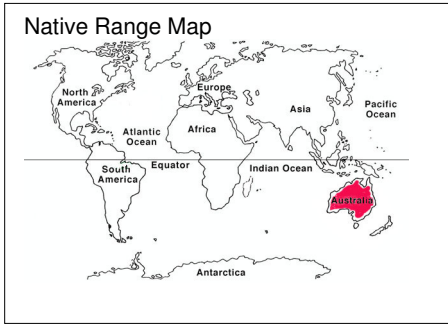 Native Range Map
North
America
Europe
Asia
Pacific
Ocean
Atlantic
Ocean
Africa
Equator
Indian Ocean
South
America
Australia
Antarctica